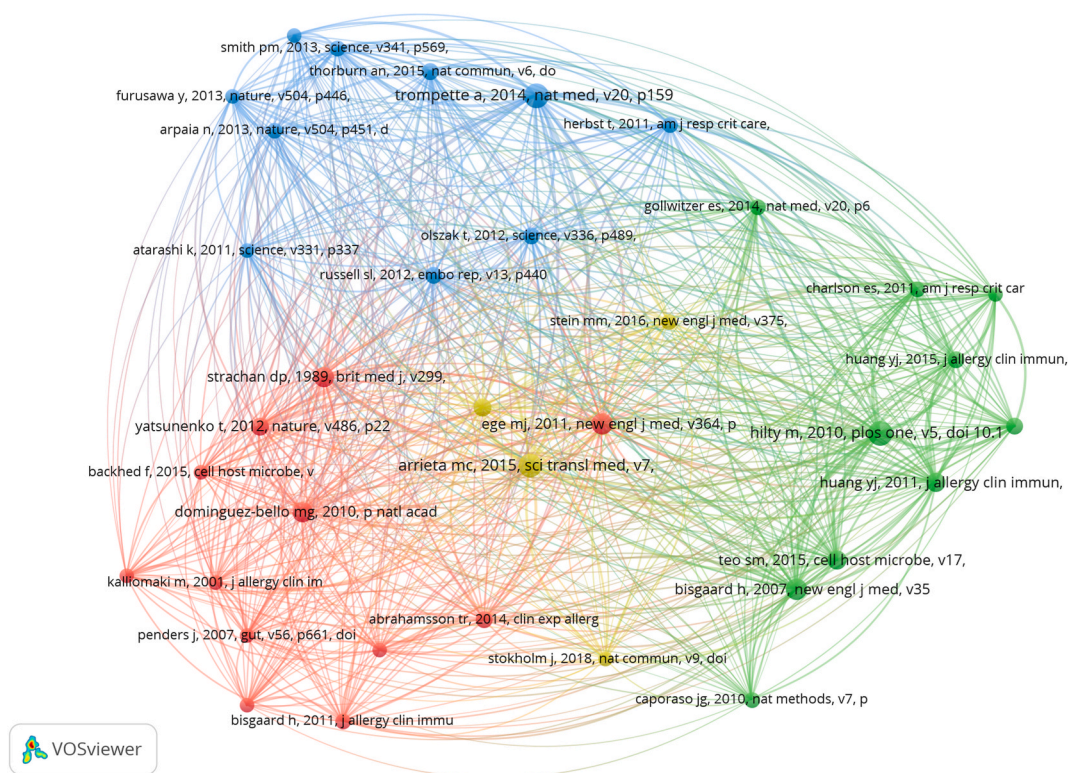 smith pm, 2013, science, v341, p569,
thorburn an, 2015, nat commun, v6, do
furusawa y, 2013, nature, v504, p446,
trompette a, 2014, nat med, v20, p159
arpaia n, 2013, nature, v504, p451, d
herbst t, 2011, am j resp crit care,
gollwitzer es, 2014, nat med, v20, p6
olszak t, 2012, science, v336, p489,
atarashi k, 2011, science, v331, p337
russell sl, 2012, embo rep, v13, p440
charlson es, 2011, am j resp crit car
stein mm, 2016, new engl j med, v375,
huang yj, 2015, j allergy clin immun,
strachan dp, 1989, brit med j, v299,
yatsunenko t, 2012, nature, v486, p22
ege mj, 2011, new engl j med, v364, p
hilty m, 2010, plos one, v5, doi 10.1
backhed f, 2015, cell host microbe, v
arrieta mc, 2015, sci transl med, v7,
huang yj, 2011, j allergy clin immun,
dominguez-bello mg, 2010, p natl acad
teo sm, 2015, cell host microbe, v17,
kalliomaki m, 2001, j allergy clin im
bisgaard h, 2007, new engl j med, v35
abrahamsson tr, 2014, clin exp allerg
penders j, 2007, gut, v56, p661, doi
stokholm j, 2018, nat commun, v9, doi
caporaso jg, 2010, nat methods, v7, p
bisgaard h, 2011, j allergy clin immu
VOSviewer